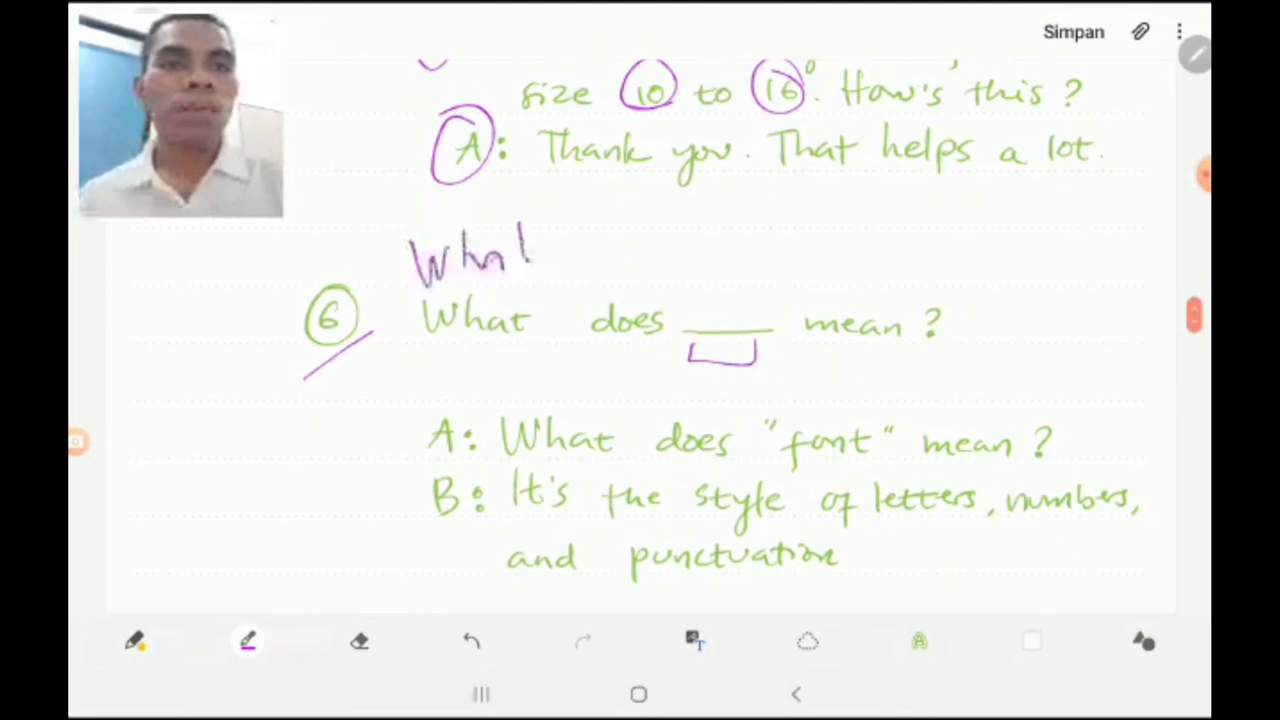 Simpan
size 10 to 16. How's this?
A: Thank you. That helps a lot.
What
6 What does ____ mean?
A: What does "font" mean?
B: It's the style of letters, numbers,
and punctuation